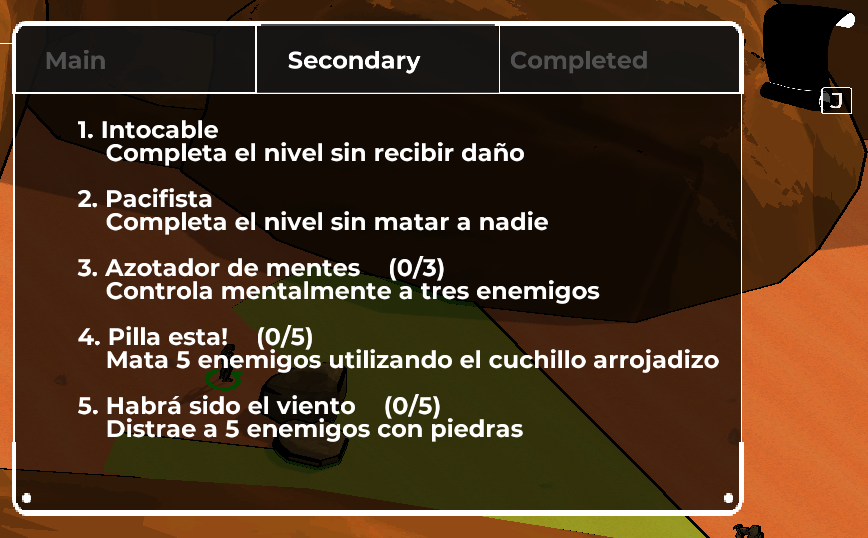 Main
Secondary
Completed
J
1. Intocable
Completa el nivel sin recibir daño
2. Pacifista
Completa el nivel sin matar a nadie
3. Azotador de mentes (0/3)
Controla mentalmente a tres enemigos
4. Pilla esta! (0/5)
Mata 5 enemigos utilizando el cuchillo arrojadizo
5. Habrá sido el viento (0/5)
Distrae a 5 enemigos con piedras